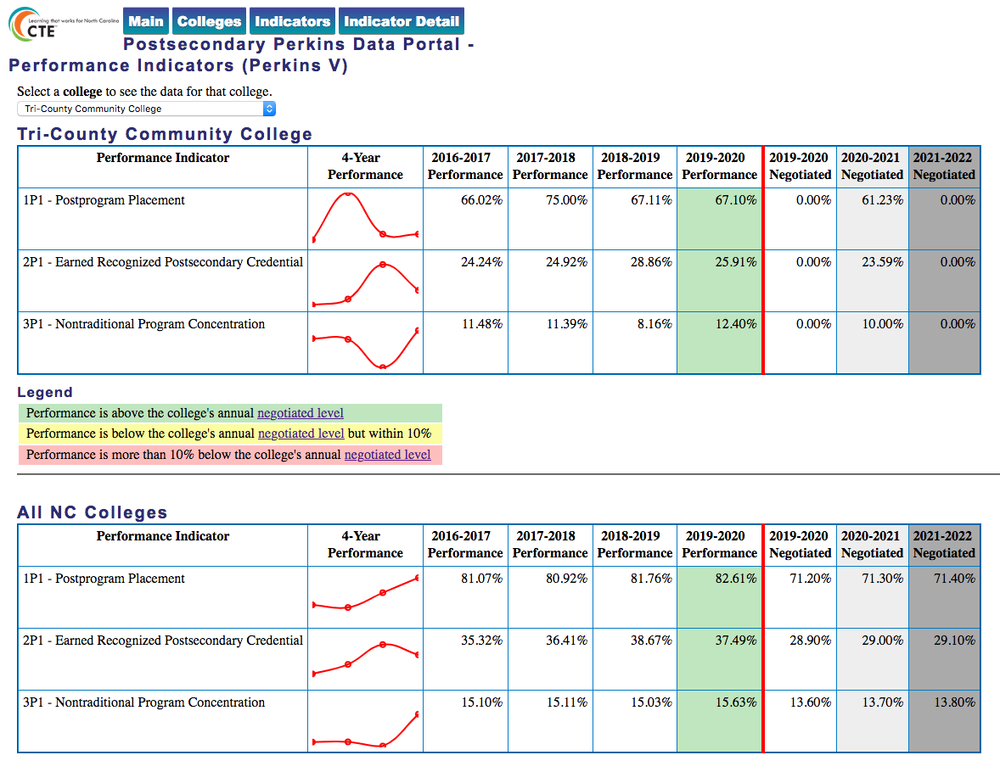 Learning that works for North Carolina
CTE
Main Colleges Indicators Indicator Detail
Postsecondary Perkins Data Portal -
Performance Indicators (Perkins V)
Select a college to see the data for that college.
Tri-County Community College
Tri-County Community College
Performance Indicator 4-Year Performance 2016-2017 Performance 2017-2018 Performance 2018-2019 Performance 2019-2020 Performance 2019-2020 Negotiated 2020-2021 Negotiated 2021-2022 Negotiated
1P1 - Postprogram Placement 66.02% 75.00% 67.11% 67.10% 0.00% 61.23% 0.00%
2P1 - Earned Recognized Postsecondary Credential 24.24% 24.92% 28.86% 25.91% 0.00% 23.59% 0.00%
3P1 - Nontraditional Program Concentration 11.48% 11.39% 8.16% 12.40% 0.00% 10.00% 0.00%
Legend
Performance is above the college's annual negotiated level
Performance is below the college's annual negotiated level but within 10%
Performance is more than 10% below the college's annual negotiated level
All NC Colleges
Performance Indicator 4-Year Performance 2016-2017 Performance 2017-2018 Performance 2018-2019 Performance 2019-2020 Performance 2019-2020 Negotiated 2020-2021 Negotiated 2021-2022 Negotiated
1P1 - Postprogram Placement 81.07% 80.92% 81.76% 82.61% 71.20% 71.30% 71.40%
2P1 - Earned Recognized Postsecondary Credential 35.32% 36.41% 38.67% 37.49% 28.90% 29.00% 29.10%
3P1 - Nontraditional Program Concentration 15.10% 15.11% 15.03% 15.63% 13.60% 13.70% 13.80%